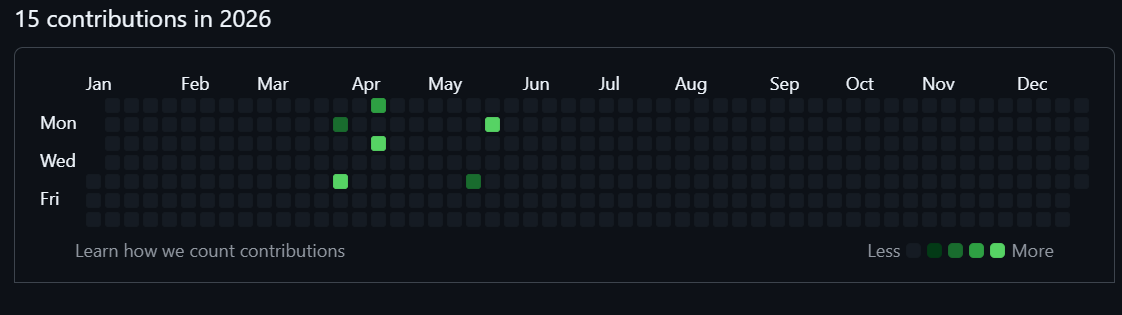 15 contributions in 2026
Jan Feb Mar Apr May Jun Jul Aug Sep Oct Nov Dec
Mon
Wed
Fri
Learn how we count contributions Less More